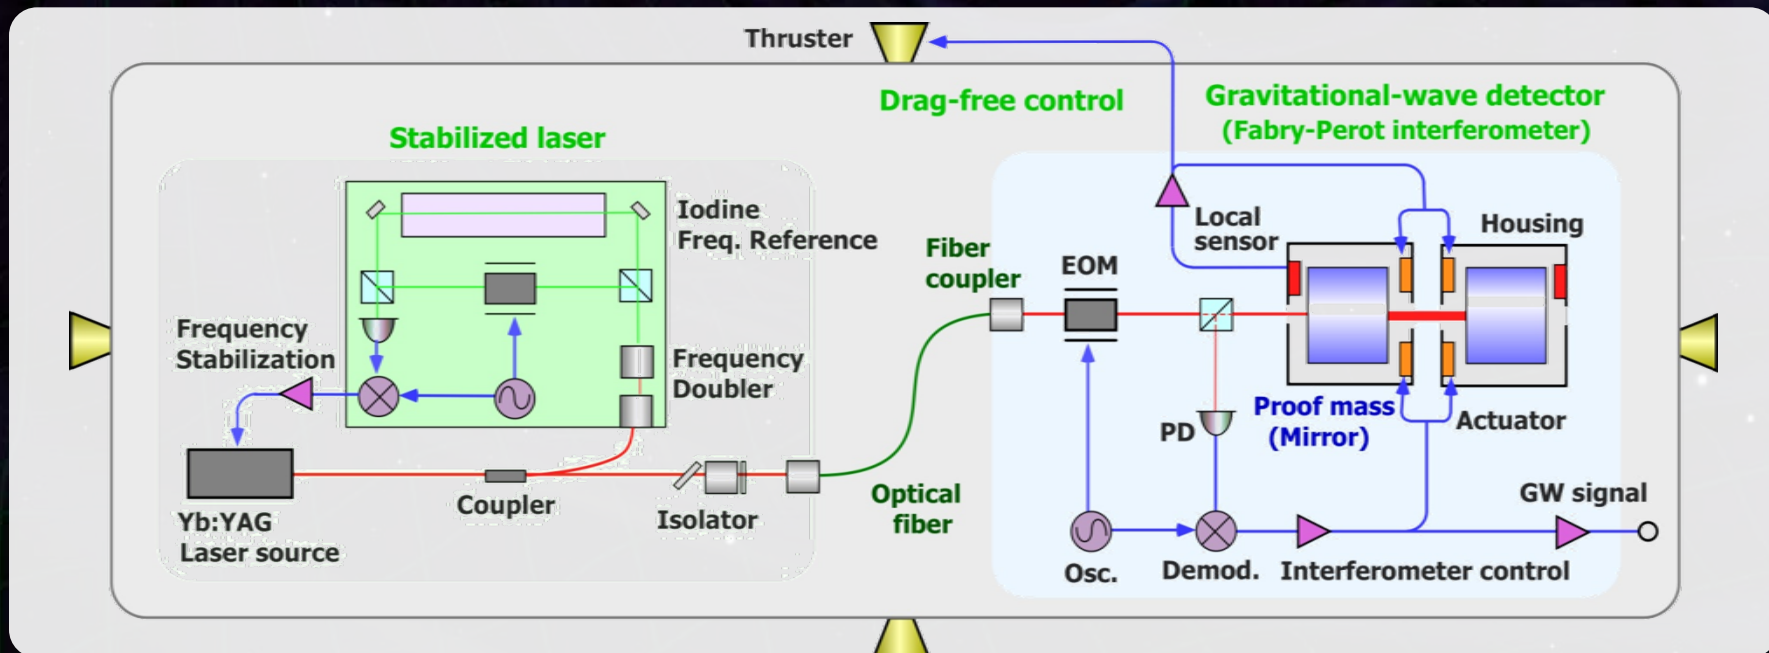 Thruster
Drag-free control
Gravitational-wave detector
(Fabry-Perot interferometer)
Stabilized laser
Iodine
Freq. Reference
Local
sensor
Housing
Fiber
coupler
EOM
Frequency
Stabilization
Frequency
Doubler
Proof mass
(Mirror)
Actuator
PD
Coupler
Isolator
Optical
fiber
GW signal
Yb:YAG
Laser source
Osc.
Demod.
Interferometer control